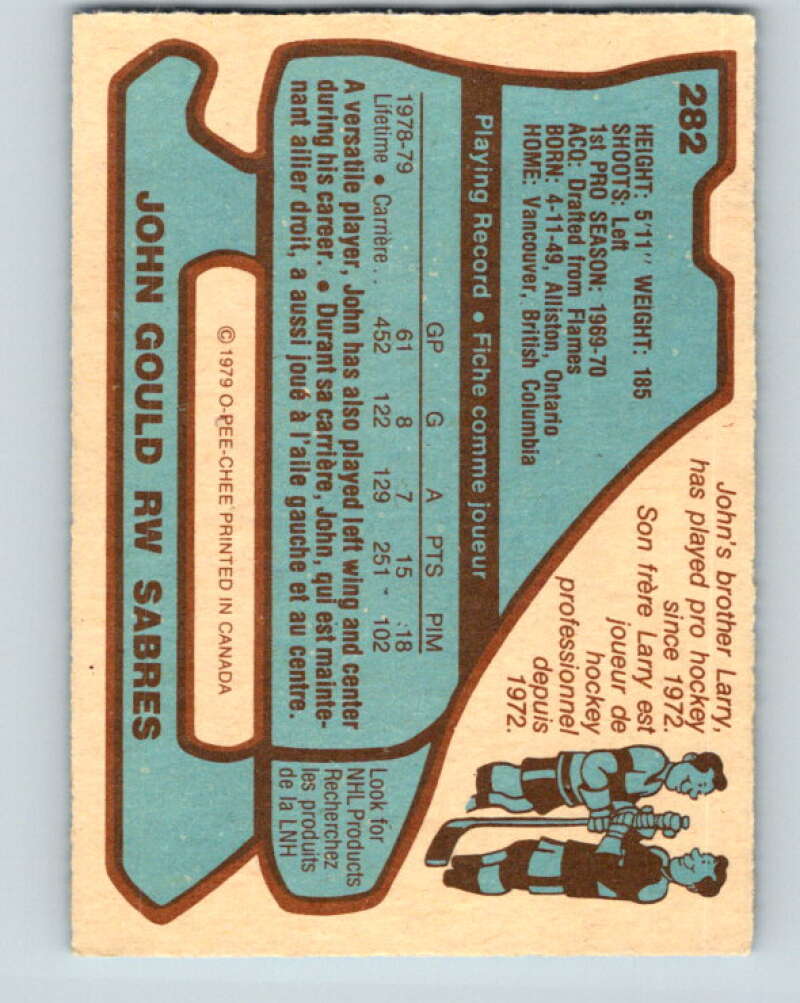 282
HEIGHT: 5'11" WEIGHT: 185
SHOOTS: Left
1st PRO SEASON: 1969-70
ACQ: Drafted from Flames
BORN: 4-11-49, Alliston, Ontario
HOME: Vancouver, British Columbia
John's brother Larry,
has played pro hockey
since 1972.
Son frère Larry est
joueur de
hockey
professionnel
depuis
1972.
Playing Record • Fiche comme joueur
GP G A PTS PIM
1978-79 61 8 7 15 18
Lifetime • Carrière . . 452 122 129 251 102
A versatile player, John has also played left wing and center
during his career. • Durant sa carrière, John, qui est mainte-
nant ailier droit, a aussi joué à l'aile gauche et au centre.
Look for
NHL Products
Recherchez
les produits
de la LNH
© 1979 O-PEE-CHEE PRINTED IN CANADA
JOHN GOULD RW SABRES